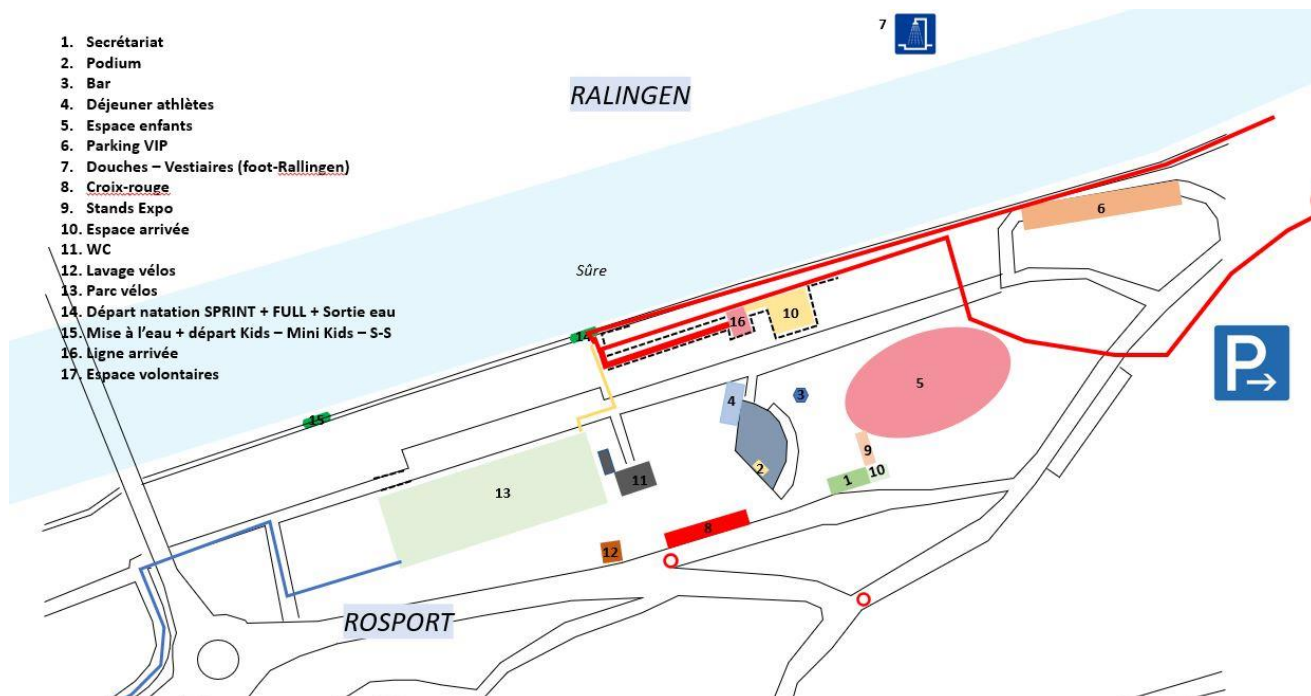 1. Secrétariat
2. Podium
3. Bar
4. Déjeuner athlètes
5. Espace enfants
6. Parking VIP
7. Douches – Vestiaires (foot-Rallingen)
8. Croix-rouge
9. Stands Expo
10. Espace arrivée
11. WC
12. Lavage vélos
13. Parc vélos
14. Départ natation SPRINT + FULL + Sortie eau
15. Mise à l'eau + départ Kids – Mini Kids – S-S
16. Ligne arrivée
17. Espace volontaires
7
RALINGEN
6
Sûre
10
16
14
P
5
4
3
15
9
2
10
1
11
13
8
12
ROSPORT